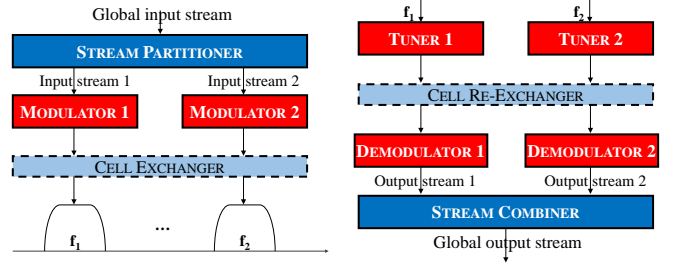 Global input stream
STREAM PARTITIONER
Input stream 1
Input stream 2
MODULATOR 1
MODULATOR 2
CELL EXCHANGER
f1
...
f2
f1
f2
TUNER 1
TUNER 2
CELL RE-EXCHANGER
DEMODULATOR 1
DEMODULATOR 2
Output stream 1
Output stream 2
STREAM COMBINER
Global output stream